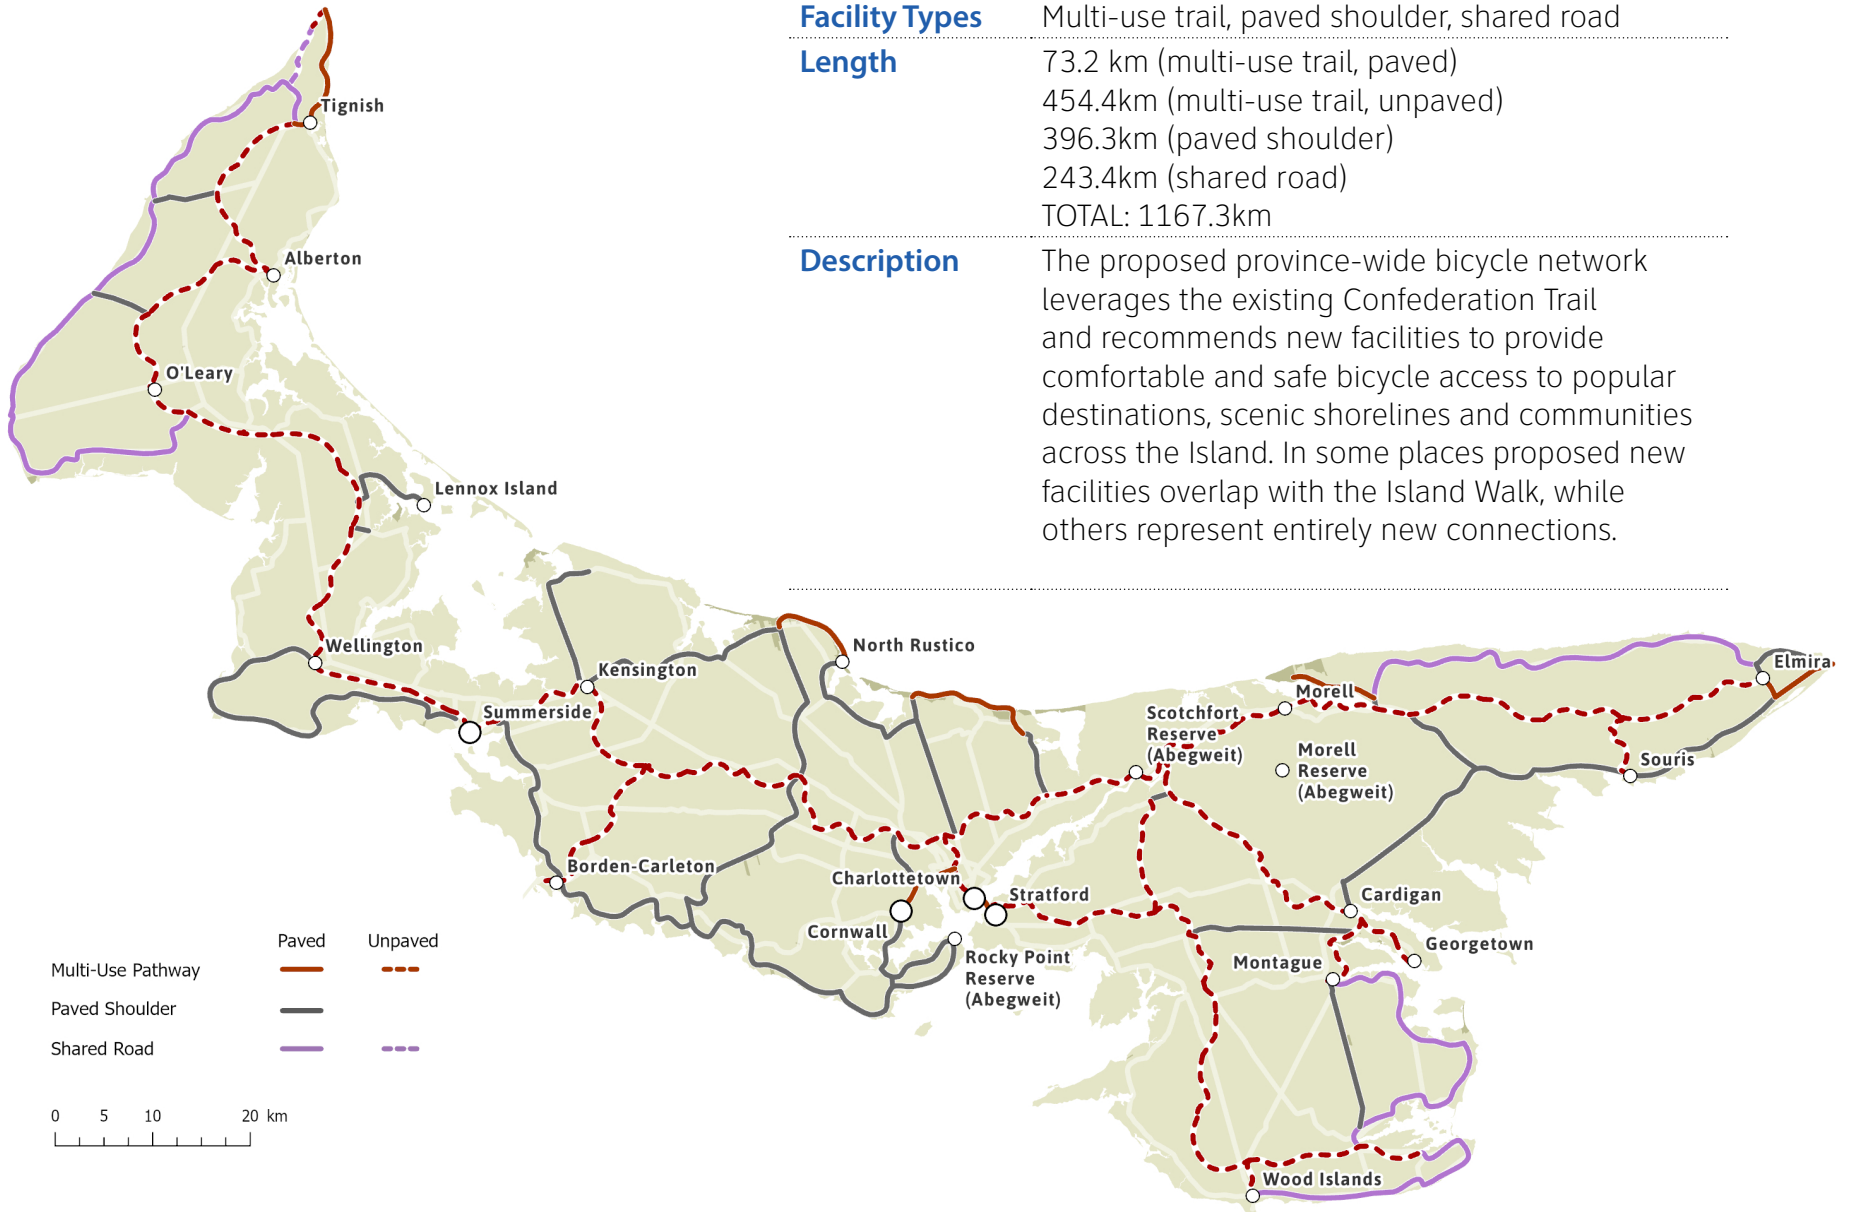 Facility Types
Multi-use trail, paved shoulder, shared road
Length
73.2 km (multi-use trail, paved)
454.4km (multi-use trail, unpaved)
396.3km (paved shoulder)
243.4km (shared road)
TOTAL: 1167.3km
Description
The proposed province-wide bicycle network
leverages the existing Confederation Trail
and recommends new facilities to provide
comfortable and safe bicycle access to popular
destinations, scenic shorelines and communities
across the Island. In some places proposed new
facilities overlap with the Island Walk, while
others represent entirely new connections.
Tignish
Alberton
O'Leary
Lennox Island
Wellington
Summerside
Kensington
North Rustico
Borden-Carleton
Charlottetown
Stratford
Cornwall
Rocky Point
Reserve
(Abegweit)
Scotchfort
Reserve
(Abegweit)
Morell
Morell
Reserve
(Abegweit)
Elmira
Souris
Cardigan
Georgetown
Montague
Wood Islands
Paved Unpaved
Multi-Use Pathway
Paved Shoulder
Shared Road
0 5 10 20 km